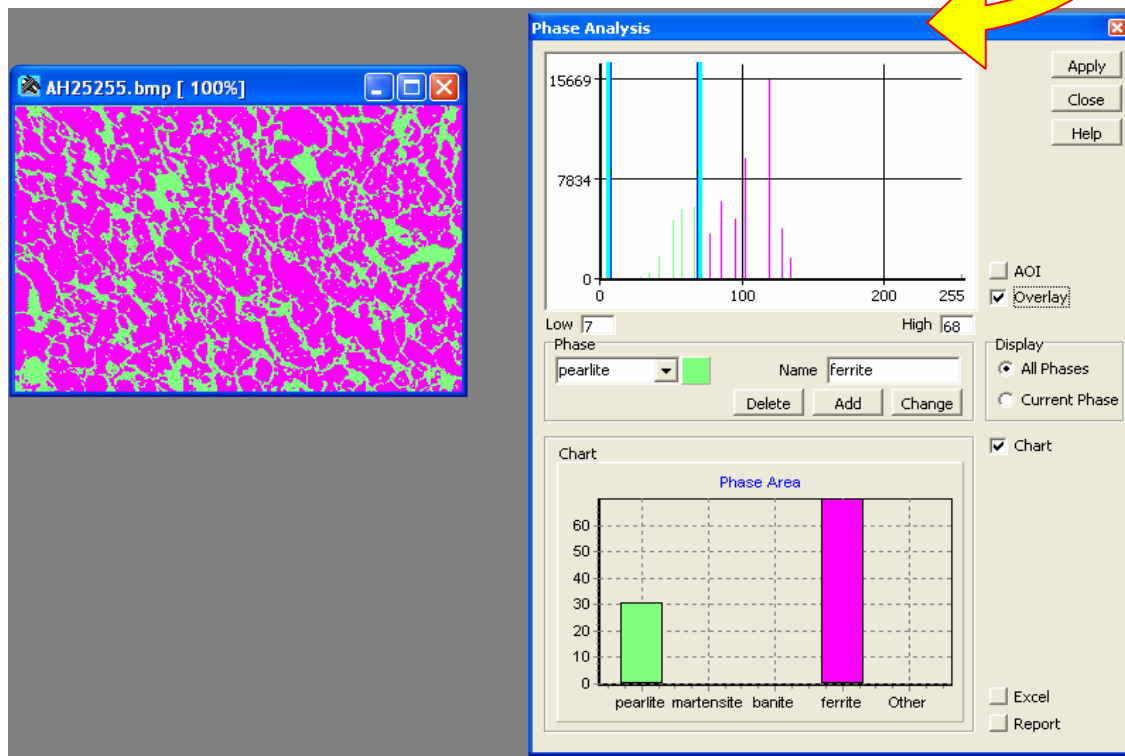 Phase Analysis
AH25255.bmp [ 100%]
15669
7834
0
0 100 200 255
Apply
Close
Help
AOI
Overlay
Low 7 High 68
Phase
pearlite Name ferrite
Delete Add Change
Display
All Phases
Current Phase
Chart
Chart
Phase Area
60
50
40
30
20
10
0
pearlite martensite banite ferrite Other
Excel
Report